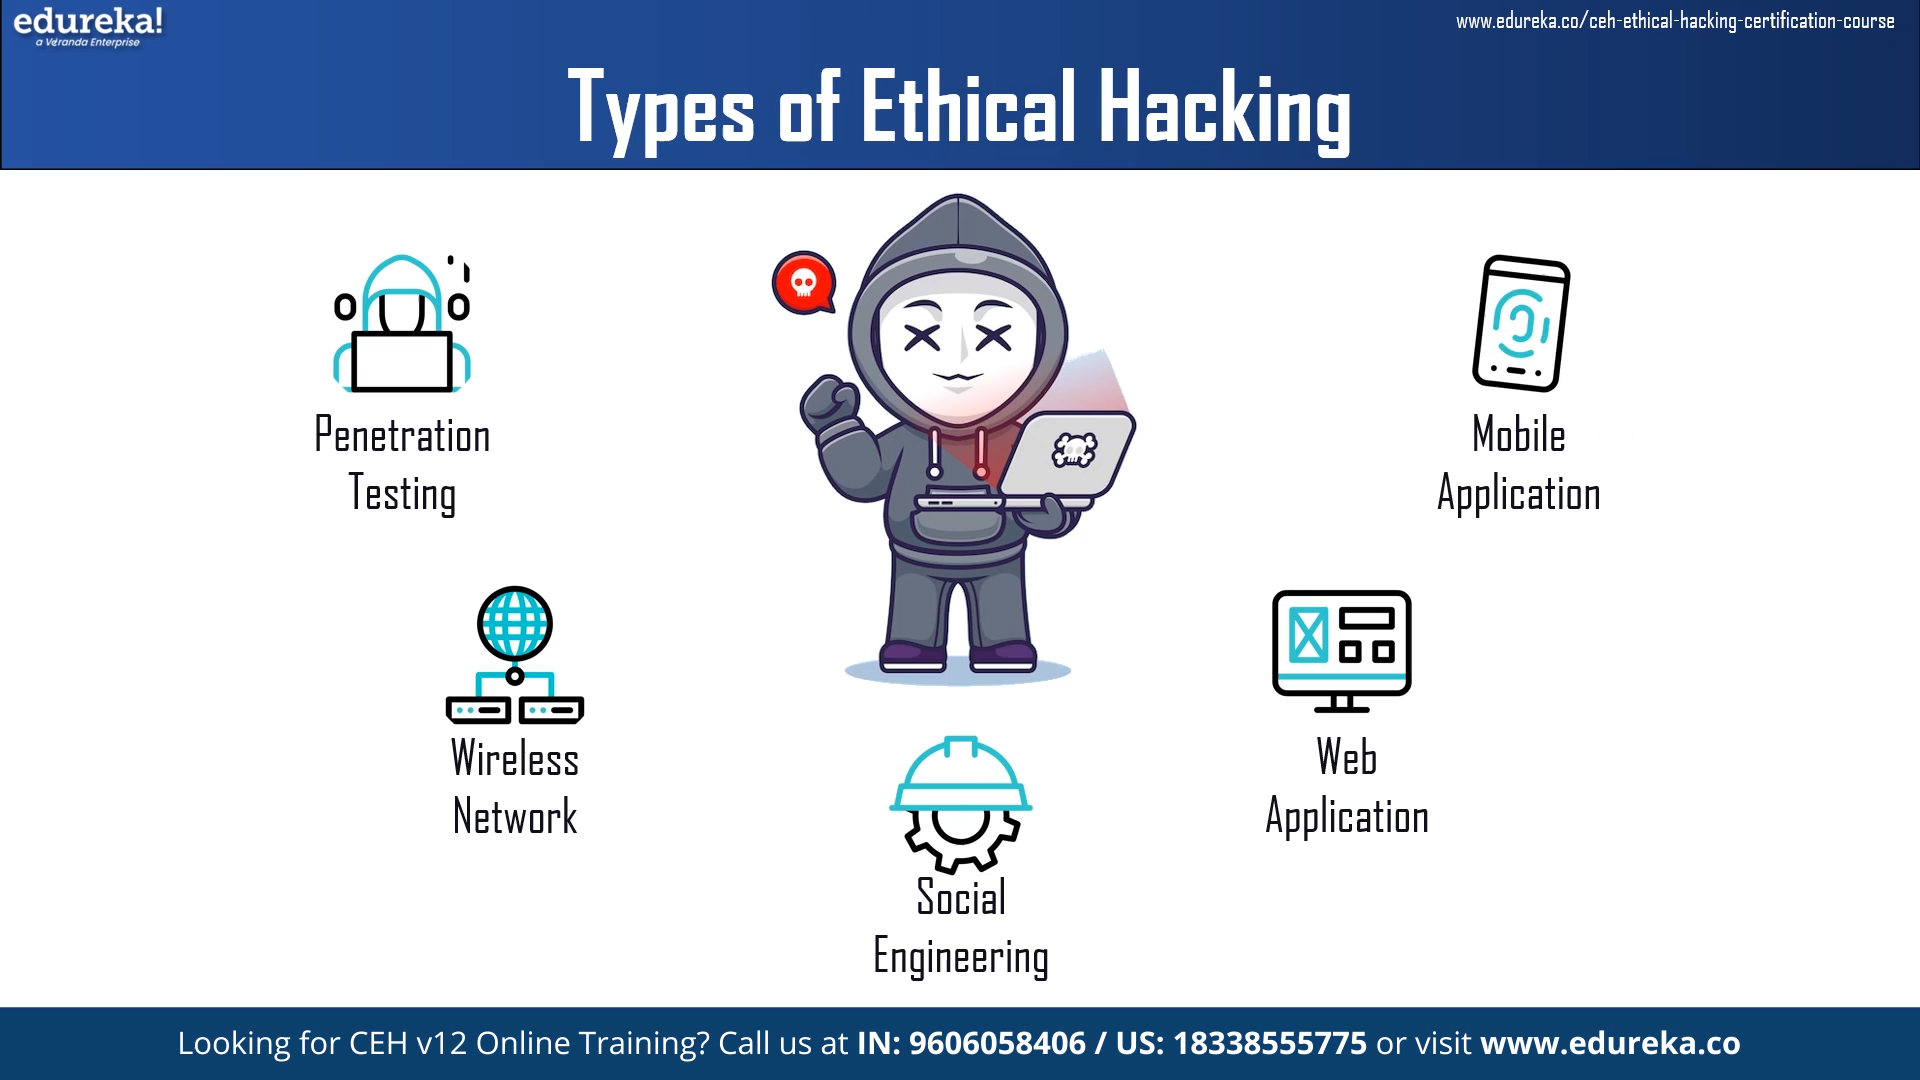 edureka!
a Veranda Enterprise
www.edureka.co/ceh-ethical-hacking-certification-course
Types of Ethical Hacking
Penetration
Testing
Mobile
Application
Wireless
Network
Web
Application
Social
Engineering
Looking for CEH v12 Online Training? Call us at IN: 9606058406 / US: 18338555775 or visit www.edureka.co